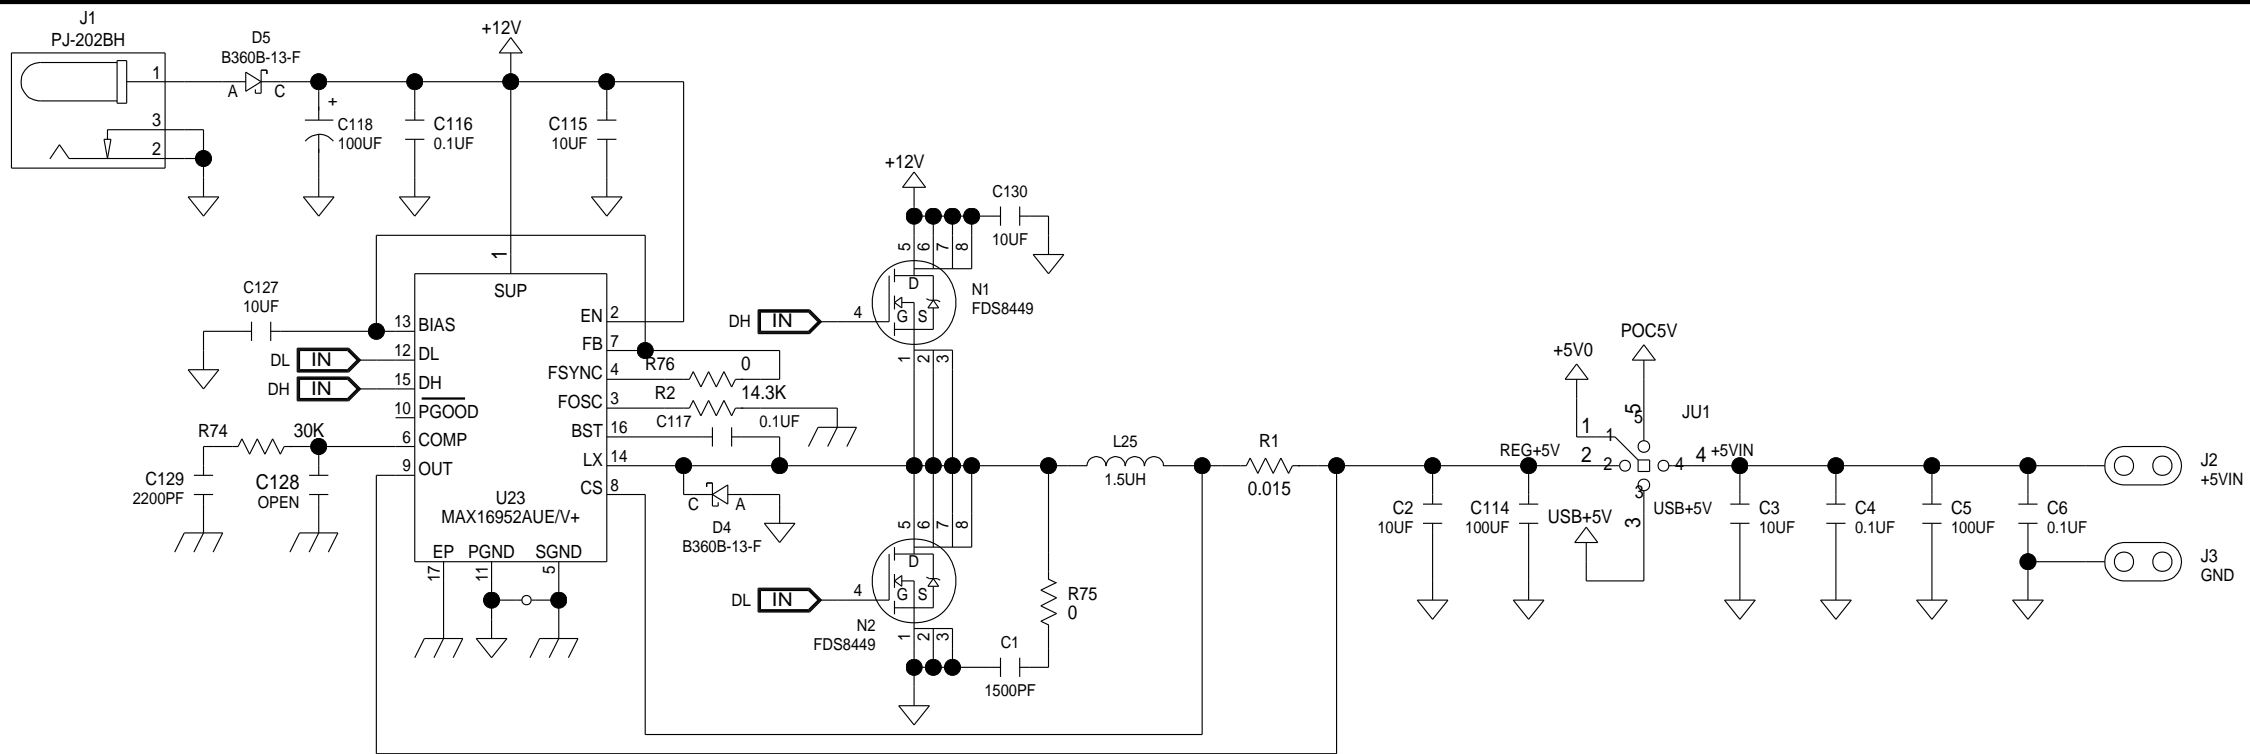 J1
PJ-202BH
1
3
2
D5
B360B-13-F
A
C
+12V
+
C118
100UF
C116
0.1UF
C115
10UF
C127
10UF
1
SUP
13
BIAS
DL
IN
12
DL
DH
IN
15
DH
10
PGOOD
R74
30K
6
COMP
9
OUT
C129
2200PF
C128
OPEN
EN
2
FB
7
FSYNC
4
FOSC
3
BST
16
LX
14
CS
8
U23
MAX16952AUE/V+
EP
PGND
SGND
17
11
5
R76
0
R2
14.3K
C117
0.1UF
C
A
D4
B360B-13-F
+12V
C130
10UF
5
6
7
8
D
G
S
N1
FDS8449
DH
IN
4
1
2
3
5
6
7
8
D
G
S
DL
IN
4
N2
FDS8449
1
2
3
C1
1500PF
R75
0
L25
1.5UH
R1
0.015
C2
10UF
REG+5V
C114
100UF
+5V0
POC5V
JU1
1
1
5
5
2
2
4
4
+5VIN
3
3
USB+5V
USB+5V
C3
10UF
C4
0.1UF
C5
100UF
C6
0.1UF
J2
+5VIN
J3
GND